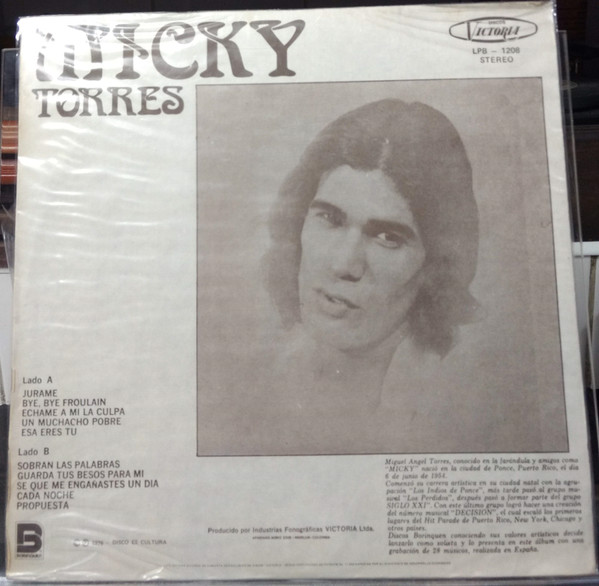 MICKY
TORRES
DISCOS
VICTORIA
LPB - 1208
STEREO
Lado A
JURAME
BYE, BYE FROULAIN
ECHAME A MI LA CULPA
UN MUCHACHO POBRE
ESA ERES TU
Lado B
SOBRAN LAS PALABRAS
GUARDA TUS BESOS PARA MI
SE QUE ME ENGAÑASTES UN DIA
CADA NOCHE
PROPUESTA
Miguel Angel Torres, conocido en la farándula y amigos como
"MICKY" nació en la ciudad de Ponce, Puerto Rico, el día
6 de junio de 1954.
Comenzó su carrera artística en su ciudad natal con la agru-
pación "Los Indios de Ponce", más tarde pasó al grupo mu-
sical "Los Perdidos", después pasó a formar parte del grupo
SIGLO XXI". Con este último grupo logró hacer una creación
del número musical "DECISION", el cual escaló los primeros
lugares del Hit Parade de Puerto Rico, New York, Chicago y
otros países.
Discos Borinquen conociendo sus valores artísticos decide
lanzarlo como solista y lo presenta en este álbum con una
grabación de 28 músicos, realizada en España.
Producido por Industrias Fonográficas VICTORIA Ltda.
DISCO ES CULTURA